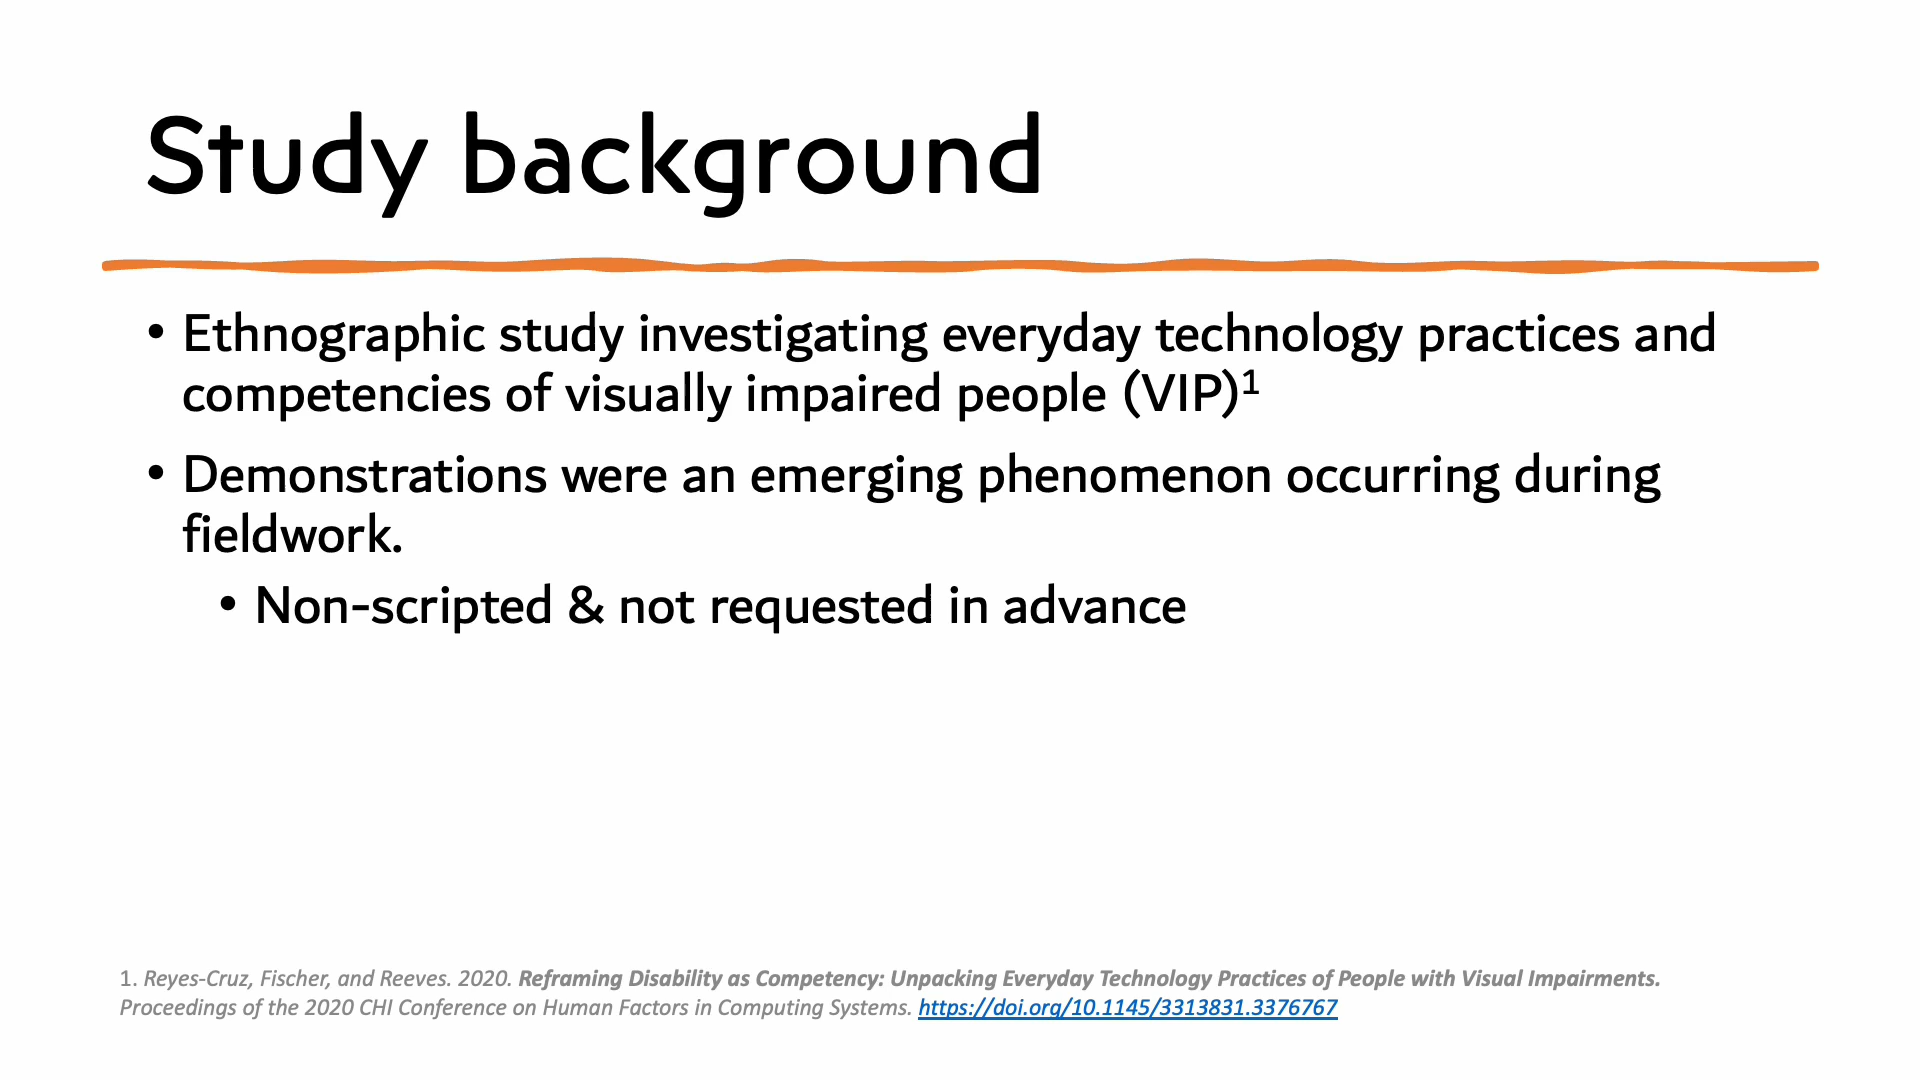 Study background
• Ethnographic study investigating everyday technology practices and
competencies of visually impaired people (VIP)¹
• Demonstrations were an emerging phenomenon occurring during
fieldwork.
• Non-scripted & not requested in advance
1. Reyes-Cruz, Fischer, and Reeves. 2020. Reframing Disability as Competency: Unpacking Everyday Technology Practices of People with Visual Impairments.
Proceedings of the 2020 CHI Conference on Human Factors in Computing Systems. https://doi.org/10.1145/3313831.3376767